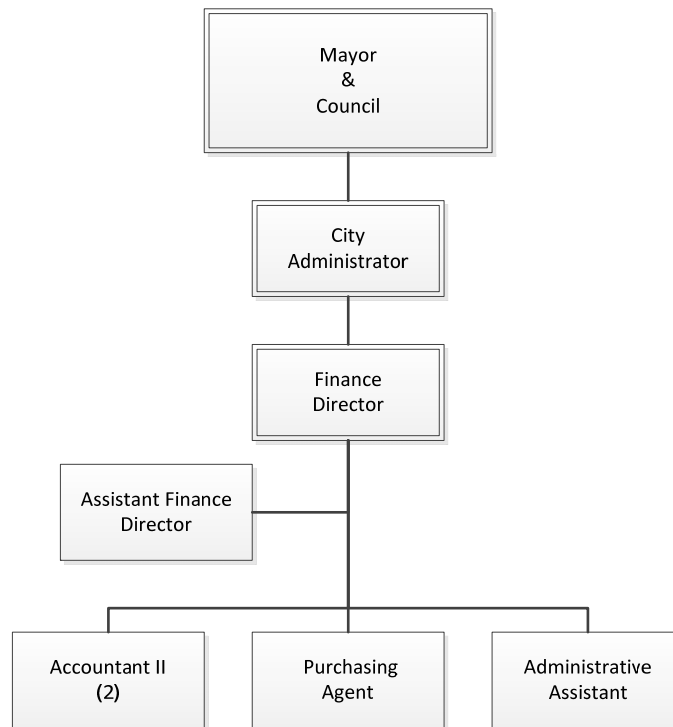 Mayor
&
Council
City
Administrator
Finance
Director
Assistant Finance
Director
Accountant II
(2)
Purchasing
Agent
Administrative
Assistant